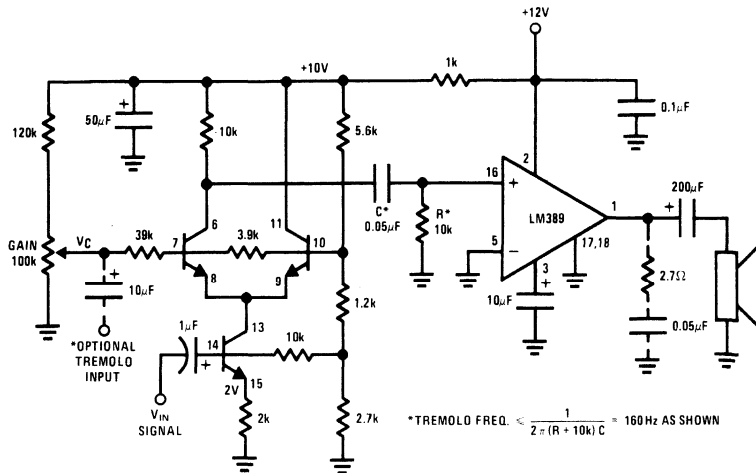 +12V
+10V
1k
120k
50μF
+
10k
5.6k
0.1μF
2
16
+
LM389
1
200μF
+
C*
0.05μF
R*
10k
6
11
GAIN
100k
VC
39k
7
3.9k
10
5
−
17,18
3
+
10μF
2.7Ω
8
9
+
10μF
1.2k
0.05μF
*OPTIONAL
TREMOLO
INPUT
1μF
+
13
14
10k
15
2V
VIN
SIGNAL
2k
2.7k
*TREMOLO FREQ. ≤ 1 / 2π(R + 10k) C = 160 Hz AS SHOWN